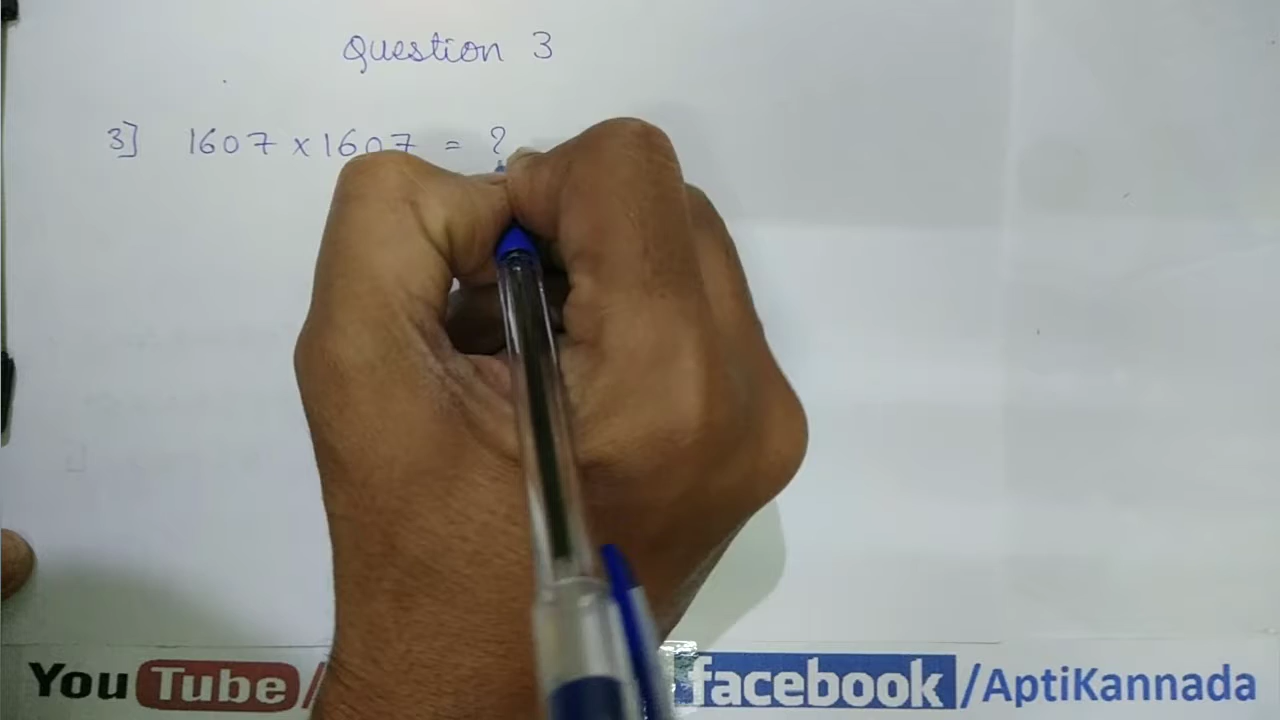 Question 3
3] 1607 x 1607 = ?
YouTube/
facebook/AptiKannada